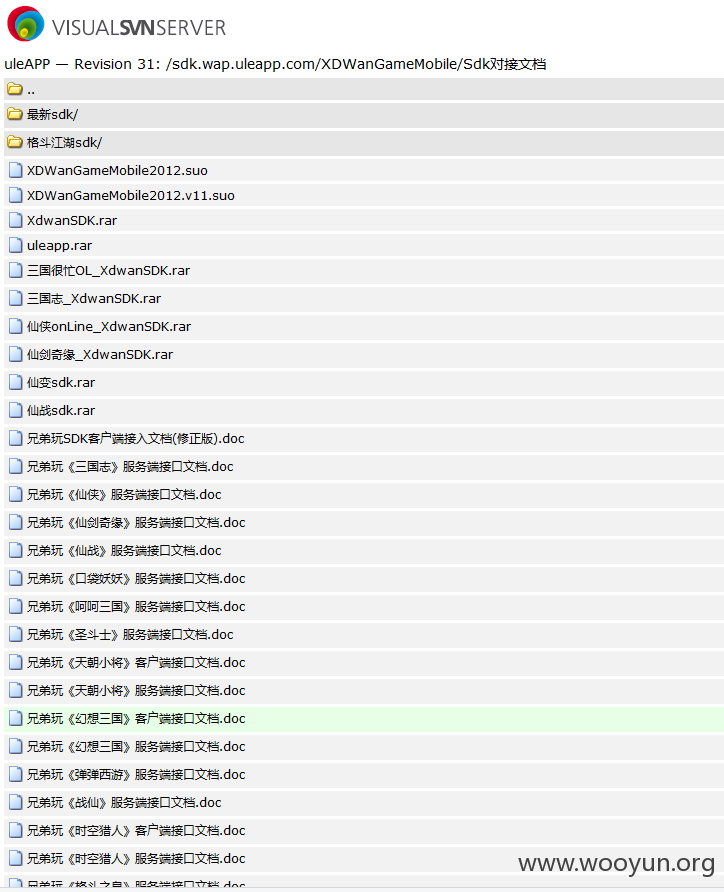 VISUALSVNSERVER
uleAPP — Revision 31: /sdk.wap.uleapp.com/XDWanGameMobile/Sdk对接文档
..
最新sdk/
格斗江湖sdk/
XDWanGameMobile2012.suo
XDWanGameMobile2012.v11.suo
XdwanSDK.rar
uleapp.rar
三国很忙OL_XdwanSDK.rar
三国志_XdwanSDK.rar
仙侠onLine_XdwanSDK.rar
仙剑奇缘_XdwanSDK.rar
仙变sdk.rar
仙战sdk.rar
兄弟玩SDK客户端接入文档(修正版).doc
兄弟玩《三国志》服务端接口文档.doc
兄弟玩《仙侠》服务端接口文档.doc
兄弟玩《仙剑奇缘》服务端接口文档.doc
兄弟玩《仙战》服务端接口文档.doc
兄弟玩《口袋妖妖》服务端接口文档.doc
兄弟玩《呵呵三国》服务端接口文档.doc
兄弟玩《圣斗士》服务端接口文档.doc
兄弟玩《天朝小将》客户端接口文档.doc
兄弟玩《天朝小将》服务端接口文档.doc
兄弟玩《幻想三国》客户端接口文档.doc
兄弟玩《幻想三国》服务端接口文档.doc
兄弟玩《弹弹西游》服务端接口文档.doc
兄弟玩《战仙》服务端接口文档.doc
兄弟玩《时空猎人》客户端接口文档.doc
兄弟玩《时空猎人》服务端接口文档.doc
www.wooyun.org
兄弟玩《格斗之皇》服务端接口文档.doc